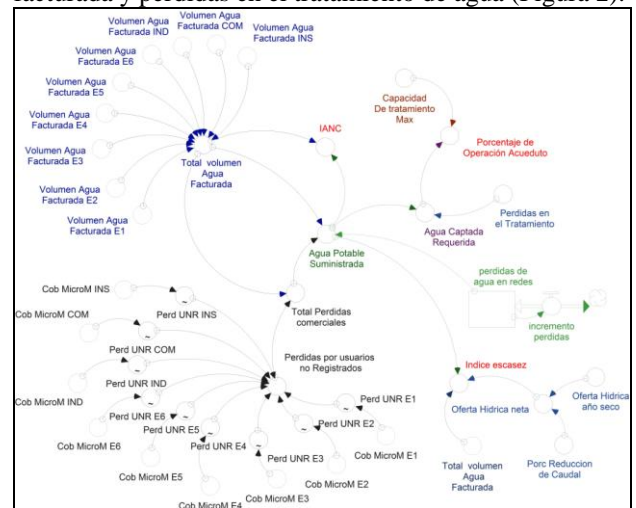 facturada y perdidas en el tratamiento de agua (Figura 2).
Volumen Agua
Facturada IND
Volumen Agua
Facturada COM
Volumen Agua
Facturada INS
Volumen Agua
Facturada E6
Volumen Agua
Facturada E5
Volumen Agua
Facturada E4
Volumen Agua
Facturada E3
Volumen Agua
Facturada E2
Volumen Agua
Facturada E1
Total volumen
Agua
Facturada
IANC
Capacidad
De tratamiento
Max
Porcentaje de
Operación Acueduto
Perdidas en
el Tratamiento
Agua Captada
Requerida
Agua Potable
Suministrada
perdidas de
agua en redes
incremento
perdidas
Cob MicroM INS
Perd UNR INS
Total Perdidas
comerciales
Cob MicroM COM
Perd UNR COM
Perdidas por usuarios
no Registrados
Perd UNR IND
Cob MicroM IND
Perd UNR E6
Perd UNR E5
Perd UNR E4
Perd UNR E3
Perd UNR E2
Perd UNR E1
Cob MicroM E6
Cob MicroM E5
Cob MicroM E4
Cob MicroM E3
Cob MicroM E2
Cob MicroM E1
Indice escasez
Oferta Hidrica neta
Oferta Hidrica
año seco
Total volumen
Agua
Facturada
Porc Reduccion
de Caudal